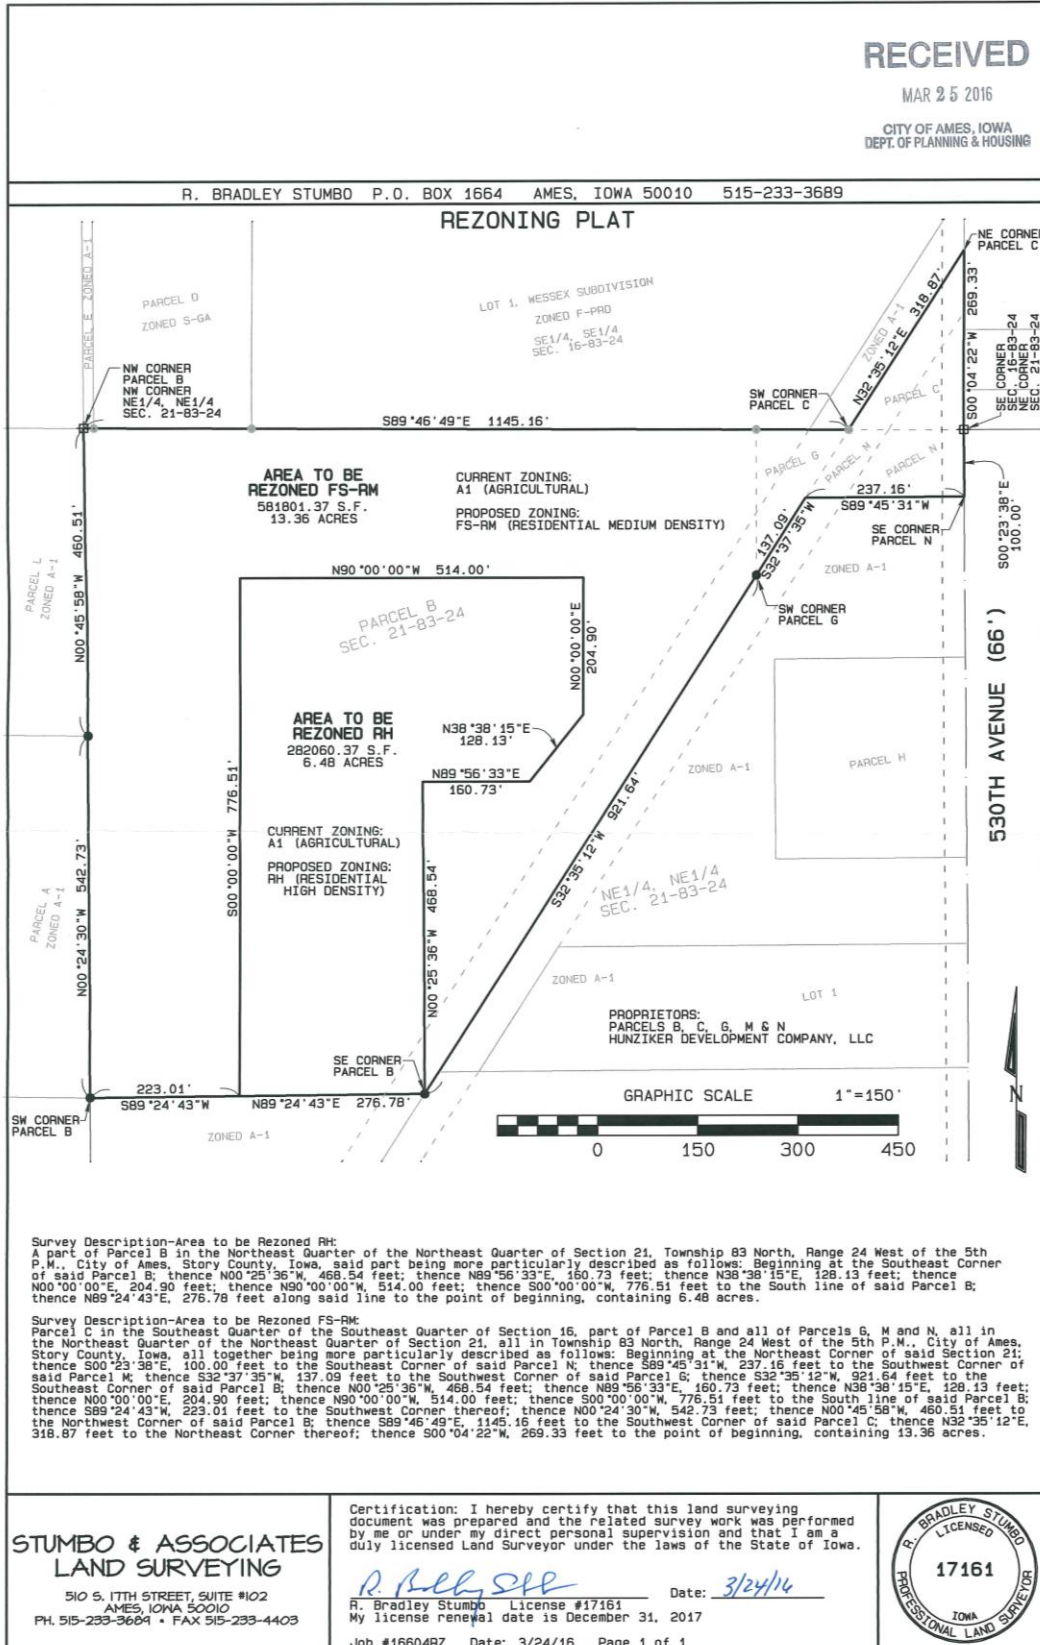 RECEIVED
MAR 25 2016
CITY OF AMES, IOWA
DEPT. OF PLANNING & HOUSING
R. BRADLEY STUMBO P.O. BOX 1664 AMES, IOWA 50010 515-233-3689
REZONING PLAT
NE CORNER
PARCEL C
PARCEL E ZONED A-1
PARCEL D
ZONED S-GA
LOT 1, WESSEX SUBDIVISION
ZONED F-PRD
SE1/4, SE1/4
SEC. 16-83-24
ZONED A-1
N32°35'12"E 318.87'
S00°04'22"W 269.33'
SE CORNER
SEC. 16-83-24
NE CORNER
SEC. 21-83-24
NW CORNER
PARCEL B
NW CORNER
NE1/4, NE1/4
SEC. 21-83-24
SW CORNER
PARCEL C
PARCEL C
S89°46'49"E 1145.16'
AREA TO BE
REZONED FS-RM
581801.37 S.F.
13.36 ACRES
CURRENT ZONING:
A1 (AGRICULTURAL)
PROPOSED ZONING:
FS-RM (RESIDENTIAL MEDIUM DENSITY)
PARCEL G
PARCEL M
PARCEL N
237.16'
S89°45'31"W
SE CORNER
PARCEL N
S00°23'38"E
100.00'
137.09'
S32°37'35"W
ZONED A-1
SW CORNER
PARCEL G
N00°45'58"W 460.51'
PARCEL L
ZONED A-1
N90°00'00"W 514.00'
PARCEL B
SEC. 21-83-24
N00°00'00"E
204.90'
530TH AVENUE (66')
AREA TO BE
REZONED RH
282060.37 S.F.
6.48 ACRES
N38°38'15"E
128.13'
N89°56'33"E
160.73'
ZONED A-1
PARCEL H
S00°00'00"W 776.51'
CURRENT ZONING:
A1 (AGRICULTURAL)
PROPOSED ZONING:
RH (RESIDENTIAL
HIGH DENSITY)
S32°35'12"W 921.64'
N00°25'36"W 468.54'
NE1/4, NE1/4
SEC. 21-83-24
N00°24'30"W 542.73'
PARCEL A
ZONED A-1
ZONED A-1
LOT 1
PROPRIETORS:
PARCELS B, C, G, M & N
HUNZIKER DEVELOPMENT COMPANY, LLC
SE CORNER
PARCEL B
223.01'
S89°24'43"W
N89°24'43"E 276.78'
SW CORNER
PARCEL B
ZONED A-1
GRAPHIC SCALE 1"=150'
0 150 300 450
N
Survey Description-Area to be Rezoned RH:
A part of Parcel B in the Northeast Quarter of the Northeast Quarter of Section 21, Township 83 North, Range 24 West of the 5th
P.M., City of Ames, Story County, Iowa, said part being more particularly described as follows: Beginning at the Southeast Corner
of said Parcel B; thence N00°25'36"W, 468.54 feet; thence N89°56'33"E, 160.73 feet; thence N38°38'15"E, 128.13 feet; thence
N00°00'00"E, 204.90 feet; thence N90°00'00"W, 514.00 feet; thence S00°00'00"W, 776.51 feet to the South line of said Parcel B;
thence N89°24'43"E, 276.78 feet along said line to the point of beginning, containing 6.48 acres.
Survey Description-Area to be Rezoned FS-RM:
Parcel C in the Southeast Quarter of the Southeast Quarter of Section 16, part of Parcel B and all of Parcels G, M and N, all in
the Northeast Quarter of the Northeast Quarter of Section 21, all in Township 83 North, Range 24 West of the 5th P.M., City of Ames,
Story County, Iowa, all together being more particularly described as follows: Beginning at the Northeast Corner of said Section 21;
thence S00°23'38"E, 100.00 feet to the Southeast Corner of said Parcel N; thence S89°45'31"W, 237.16 feet to the Southwest Corner of
said Parcel M; thence S32°37'35"W, 137.09 feet to the Southwest Corner of said Parcel G; thence S32°35'12"W, 921.64 feet to the
Southeast Corner of said Parcel B; thence N00°25'36"W, 468.54 feet; thence N89°56'33"E, 160.73 feet; thence N38°38'15"E, 128.13 feet;
thence N00°00'00"E, 204.90 feet; thence N90°00'00"W, 514.00 feet; thence S00°00'00"W, 776.51 feet to the South line of said Parcel B;
thence S89°24'43"W, 223.01 feet to the Southwest Corner thereof; thence N00°24'30"W, 542.73 feet; thence N00°45'58"W, 460.51 feet to
the Northwest Corner of said Parcel B; thence S89°46'49"E, 1145.16 feet to the Southwest Corner of said Parcel C; thence N32°35'12"E,
318.87 feet to the Northeast Corner thereof; thence S00°04'22"W, 269.33 feet to the point of beginning, containing 13.36 acres.
STUMBO & ASSOCIATES
LAND SURVEYING
510 S. 17TH STREET, SUITE #102
AMES, IOWA 50010
PH. 515-233-3689 • FAX 515-233-4403
Certification: I hereby certify that this land surveying
document was prepared and the related survey work was performed
by me or under my direct personal supervision and that I am a
duly licensed Land Surveyor under the laws of the State of Iowa.
Date: 3/24/16
R. Bradley Stumbo License #17161
My license renewal date is December 31, 2017
Job #16604RZ Date: 3/24/16 Page 1 of 1
R. BRADLEY STUMBO
LICENSED
17161
IOWA
PROFESSIONAL LAND SURVEYOR